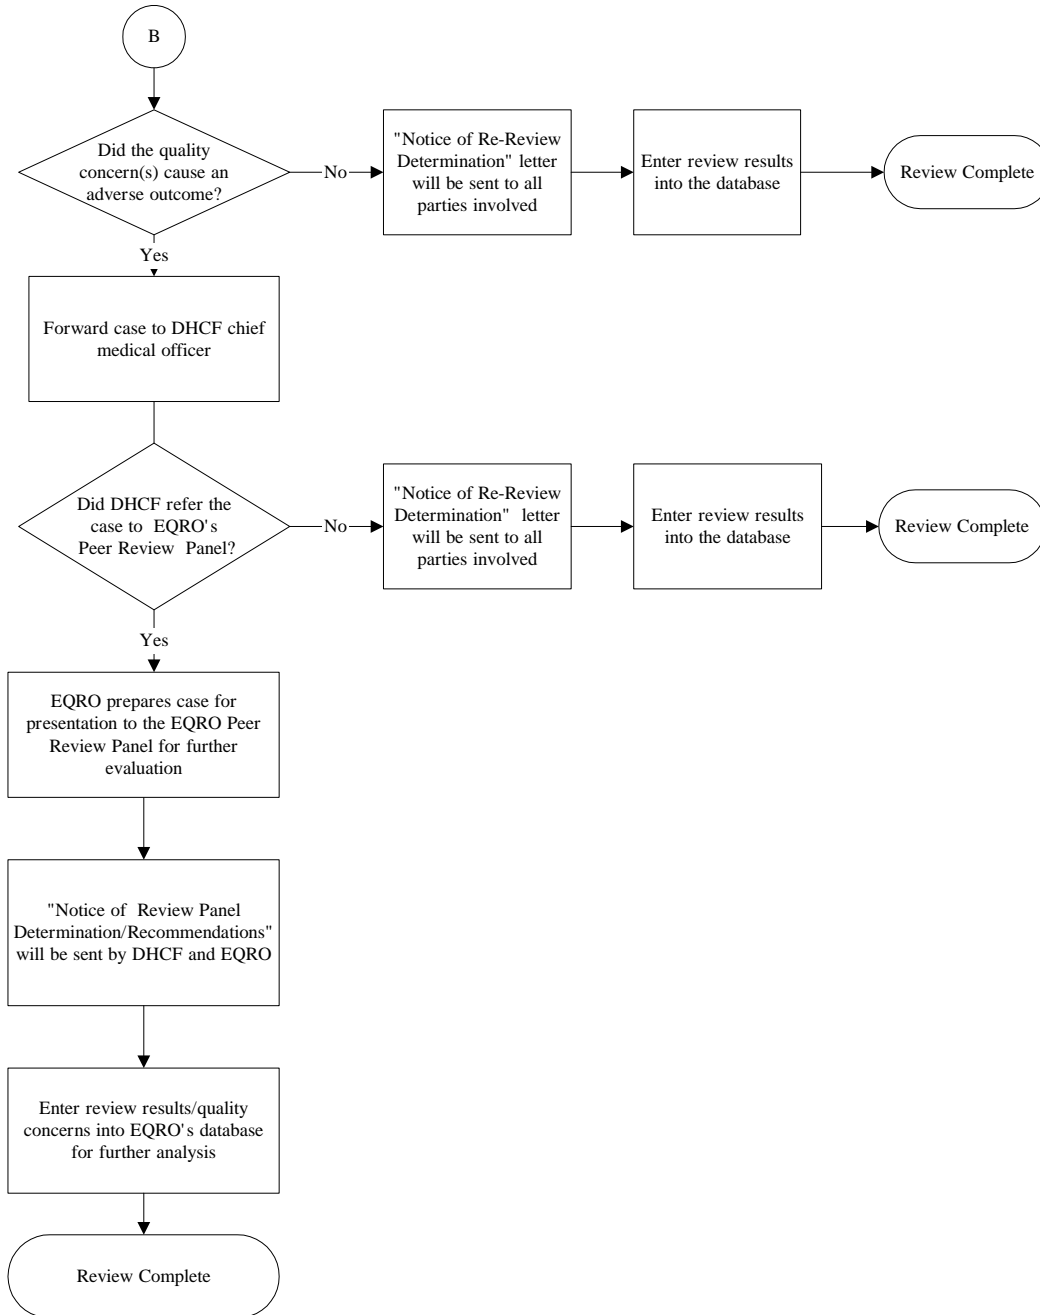 B
Did the quality
concern(s) cause an
adverse outcome?
No
"Notice of Re-Review
Determination" letter
will be sent to all
parties involved
Enter review results
into the database
Review Complete
Yes
Forward case to DHCF chief
medical officer
Did DHCF refer the
case to EQRO's
Peer Review Panel?
No
"Notice of Re-Review
Determination" letter
will be sent to all
parties involved
Enter review results
into the database
Review Complete
Yes
EQRO prepares case for
presentation to the EQRO Peer
Review Panel for further
evaluation
"Notice of Review Panel
Determination/Recommendations"
will be sent by DHCF and EQRO
Enter review results/quality
concerns into EQRO's database
for further analysis
Review Complete